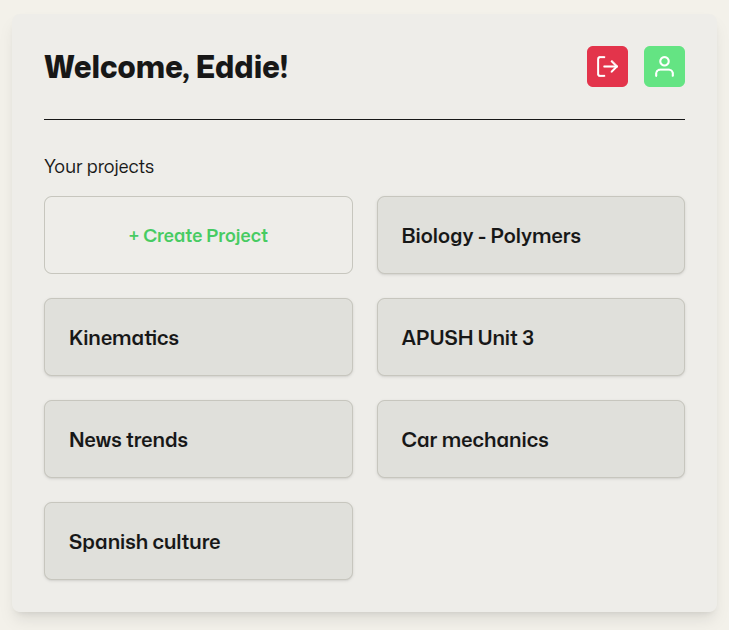 Welcome, Eddie!
Your projects
+ Create Project
Biology - Polymers
Kinematics
APUSH Unit 3
News trends
Car mechanics
Spanish culture